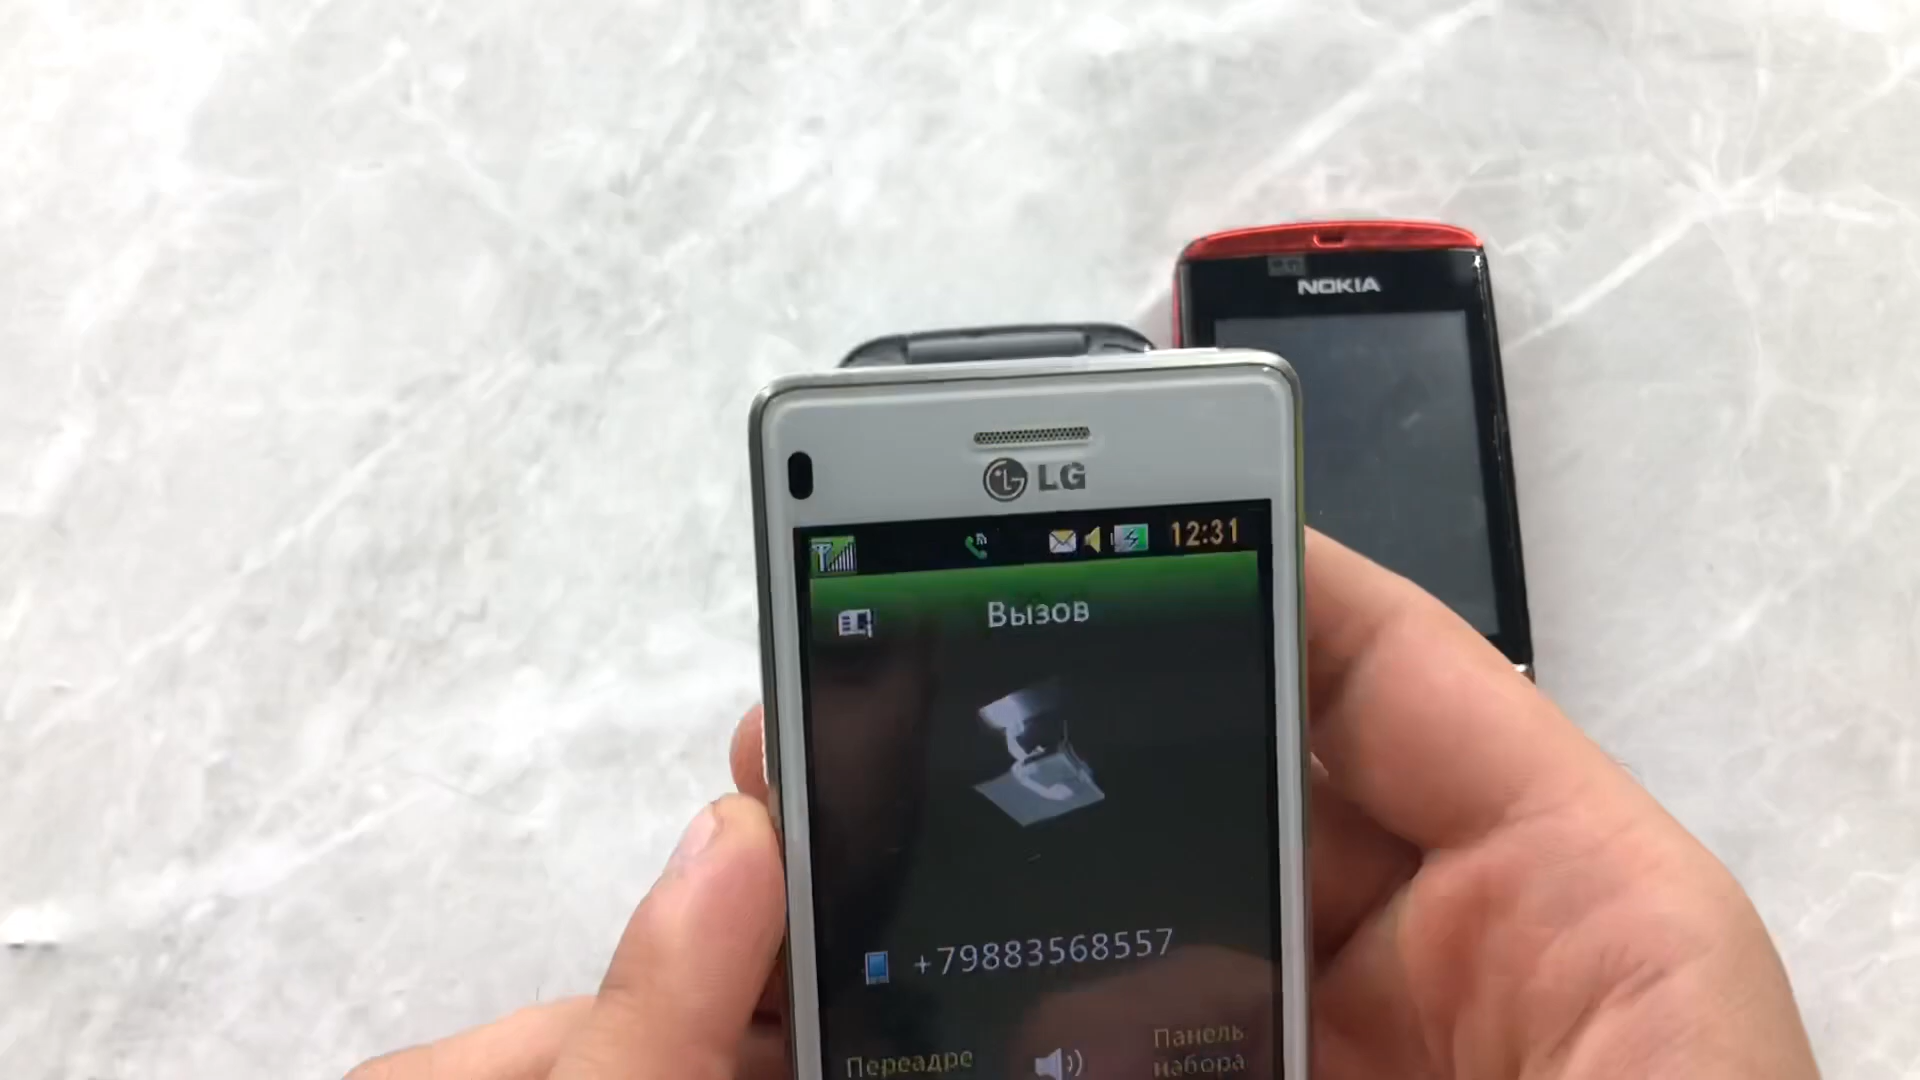 NOKIA
LG
12:31
Вызов
+79883568557
Переадре
Панель
набора